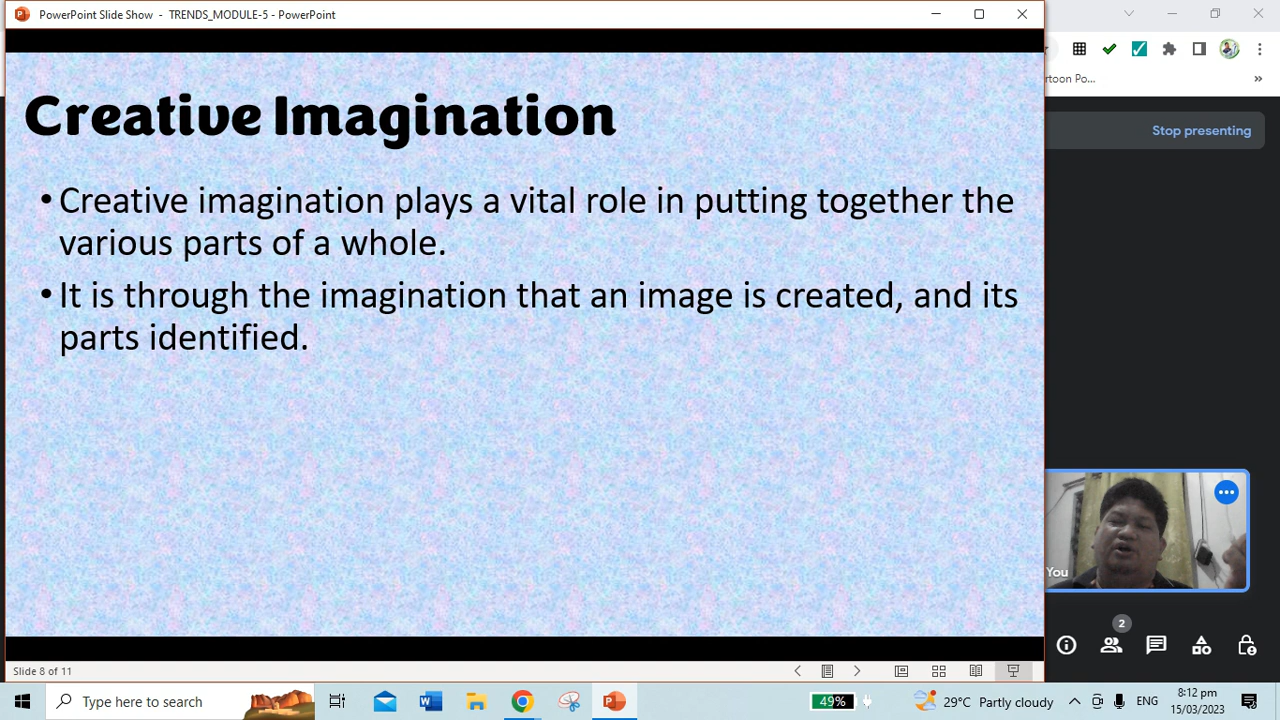 PowerPoint Slide Show - TRENDS_MODULE-5 - PowerPoint
rtoon Po...
Stop presenting
Creative Imagination
• Creative imagination plays a vital role in putting together the
various parts of a whole.
• It is through the imagination that an image is created, and its
parts identified.
You
2
Slide 8 of 11
Type here to search
49%
29°C Partly cloudy
ENG
8:12 pm
15/03/2023